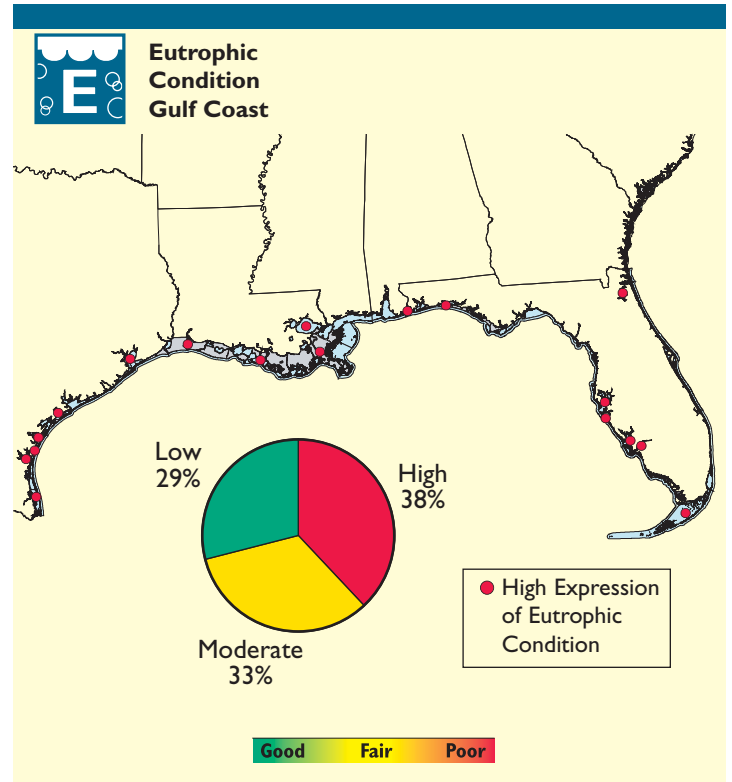 E
Eutrophic
Condition
Gulf Coast
Low
29%
High
38%
Moderate
33%
High Expression
of Eutrophic
Condition
Good Fair Poor